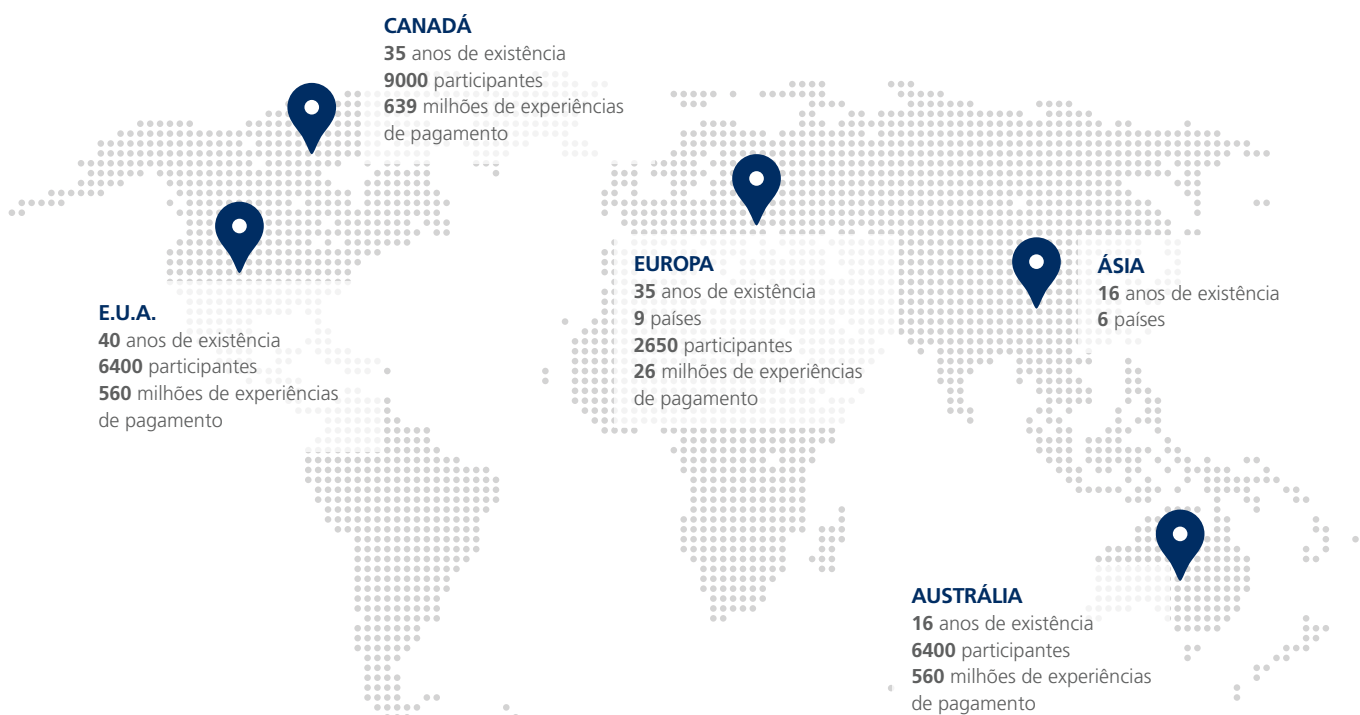 CANADÁ
35 anos de existência
9000 participantes
639 milhões de experiências
de pagamento
E.U.A.
40 anos de existência
6400 participantes
560 milhões de experiências
de pagamento
EUROPA
35 anos de existência
9 países
2650 participantes
26 milhões de experiências
de pagamento
ÁSIA
16 anos de existência
6 países
AUSTRÁLIA
16 anos de existência
6400 participantes
560 milhões de experiências
de pagamento